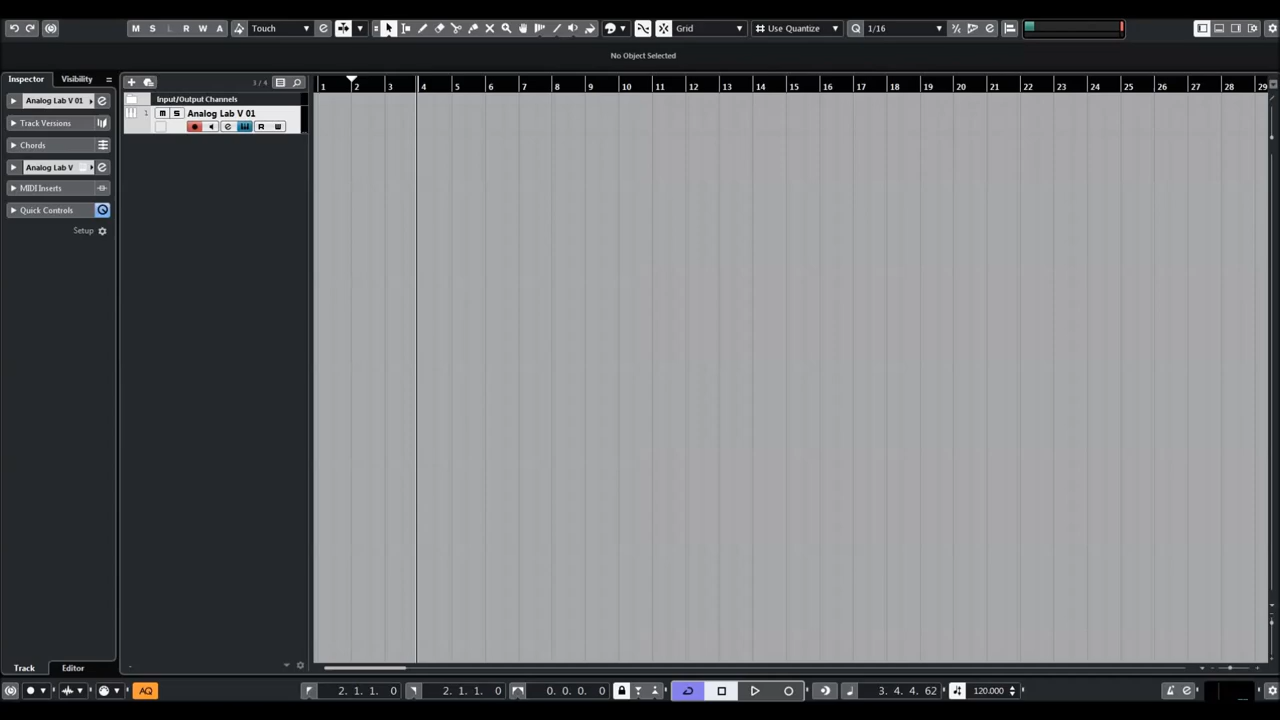 M S L R W A Touch Grid Use Quantize 1/16
No Object Selected
Inspector Visibility
3 / 4
1 2 3 4 5 6 7 8 9 10 11 12 13 14 15 16 17 18 19 20 21 22 23 24 25 26 27 28 29
Analog Lab V 01
Input/Output Channels
1 m S Analog Lab V 01
R W
Track Versions
Chords
Analog Lab V
MIDI Inserts
Quick Controls
Setup
Track Editor
AQ 2. 1. 1. 0 2. 1. 1. 0 0. 0. 0. 0 3. 4. 4. 62 120.000